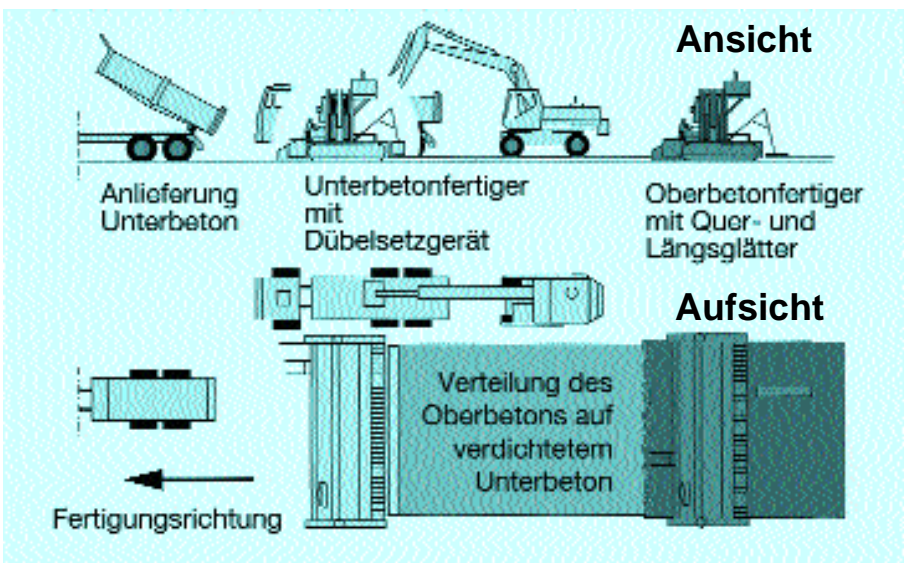 Ansicht
Anlieferung
Unterbeton
Unterbetonfertiger
mit
Dübelsetzgerät
Oberbetonfertiger
mit Quer- und
Längsglätter
Aufsicht
Verteilung des
Oberbetons auf
verdichtetem
Unterbeton
Fertigungsrichtung